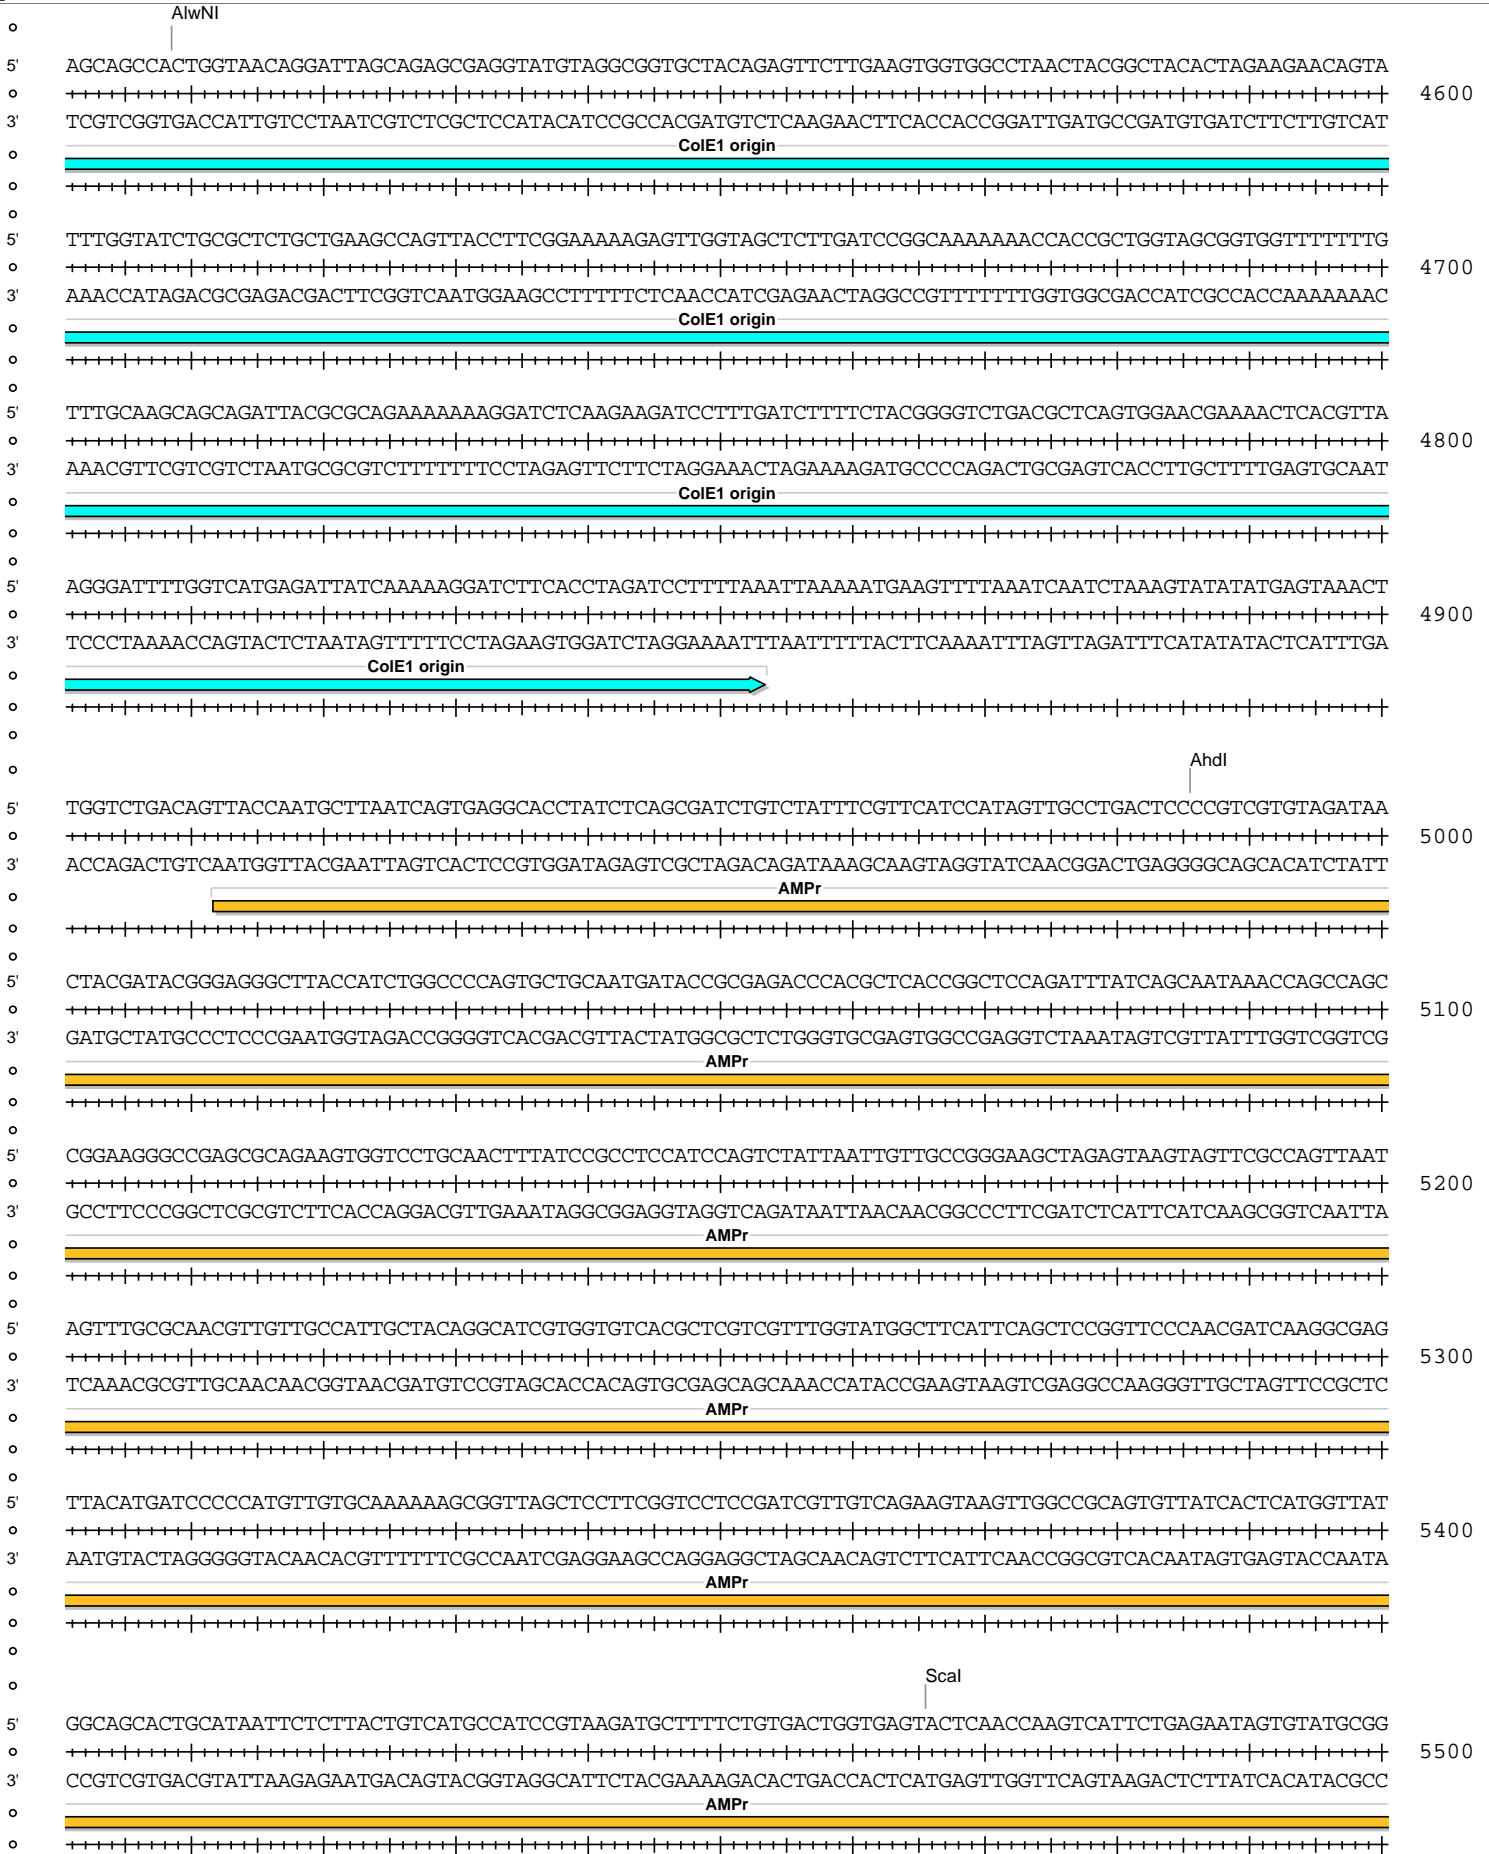 AlwNI
5' AGCAGCCACTGGTAACAGGATTAGCAGAGCGAGGTATGTAGGCGGTGCTACAGAGTTCTTGAAGTGGTGGCCTAACTACGGCTACACTAGAAGAACAGTA
4600
3' TCGTCGGTGACCATTGTCCTAATCGTCTCGCTCCATACATCCGCCACGATGTCTCAAGAACTTCACCACCGGATTGATGCCGATGTGATCTTCTTGTCAT
ColE1 origin
5' TTTGGTATCTGCGCTCTGCTGAAGCCAGTTACCTTCGGAAAAAGAGTTGGTAGCTCTTGATCCGGCAAAAAAACCACCGCTGGTAGCGGTGGTTTTTTTG
4700
3' AAACCATAGACGCGAGACGACTTCGGTCAATGGAAGCCTTTTTCTCAACCATCGAGAACTAGGCCGTTTTTTTGGTGGCGACCATCGCCACCAAAAAAAC
ColE1 origin
5' TTTGCAAGCAGCAGATTACGCGCAGAAAAAAAGGATCTCAAGAAGATCCTTTGATCTTTTCTACGGGGTCTGACGCTCAGTGGAACGAAAACTCACGTTA
4800
3' AAACGTTCGTCGTCTAATGCGCGTCTTTTTTTCCTAGAGTTCTTCTAGGAAACTAGAAAAGATGCCCCAGACTGCGAGTCACCTTGCTTTTGAGTGCAAT
ColE1 origin
5' AGGGATTTTGGTCATGAGATTATCAAAAAGGATCTTCACCTAGATCCTTTTAAATTAAAAATGAAGTTTTAAATCAATCTAAAGTATATATGAGTAAACT
4900
3' TCCCTAAAACCAGTACTCTAATAGTTTTTCCTAGAAGTGGATCTAGGAAAATTTAATTTTTACTTCAAAATTTAGTTAGATTTCATATATACTCATTTGA
ColE1 origin
AhdI
5' TGGTCTGACAGTTACCAATGCTTAATCAGTGAGGCACCTATCTCAGCGATCTGTCTATTTCGTTCATCCATAGTTGCCTGACTCCCCGTCGTGTAGATAA
5000
3' ACCAGACTGTCAATGGTTACGAATTAGTCACTCCGTGGATAGAGTCGCTAGACAGATAAAGCAAGTAGGTATCAACGGACTGAGGGGCAGCACATCTATT
AMPr
5' CTACGATACGGGAGGGCTTACCATCTGGCCCCAGTGCTGCAATGATACCGCGAGACCCACGCTCACCGGCTCCAGATTTATCAGCAATAAACCAGCCAGC
5100
3' GATGCTATGCCCTCCCGAATGGTAGACCGGGGTCACGACGTTACTATGGCGCTCTGGGTGCGAGTGGCCGAGGTCTAAATAGTCGTTATTTGGTCGGTCG
AMPr
5' CGGAAGGGCCGAGCGCAGAAGTGGTCCTGCAACTTTATCCGCCTCCATCCAGTCTATTAATTGTTGCCGGGAAGCTAGAGTAAGTAGTTCGCCAGTTAAT
5200
3' GCCTTCCCGGCTCGCGTCTTCACCAGGACGTTGAAATAGGCGGAGGTAGGTCAGATAATTAACAACGGCCCTTCGATCTCATTCATCAAGCGGTCAATTA
AMPr
5' AGTTTGCGCAACGTTGTTGCCATTGCTACAGGCATCGTGGTGTCACGCTCGTCGTTTGGTATGGCTTCATTCAGCTCCGGTTCCCAACGATCAAGGCGAG
5300
3' TCAAACGCGTTGCAACAACGGTAACGATGTCCGTAGCACCACAGTGCGAGCAGCAAACCATACCGAAGTAAGTCGAGGCCAAGGGTTGCTAGTTCCGCTC
AMPr
5' TTACATGATCCCCCATGTTGTGCAAAAAAGCGGTTAGCTCCTTCGGTCCTCCGATCGTTGTCAGAAGTAAGTTGGCCGCAGTGTTATCACTCATGGTTAT
5400
3' AATGTACTAGGGGGTACAACACGTTTTTTCGCCAATCGAGGAAGCCAGGAGGCTAGCAACAGTCTTCATTCAACCGGCGTCACAATAGTGAGTACCAATA
AMPr
ScaI
5' GGCAGCACTGCATAATTCTCTTACTGTCATGCCATCCGTAAGATGCTTTTCTGTGACTGGTGAGTACTCAACCAAGTCATTCTGAGAATAGTGTATGCGG
5500
3' CCGTCGTGACGTATTAAGAGAATGACAGTACGGTAGGCATTCTACGAAAAGACACTGACCACTCATGAGTTGGTTCAGTAAGACTCTTATCACATACGCC
AMPr